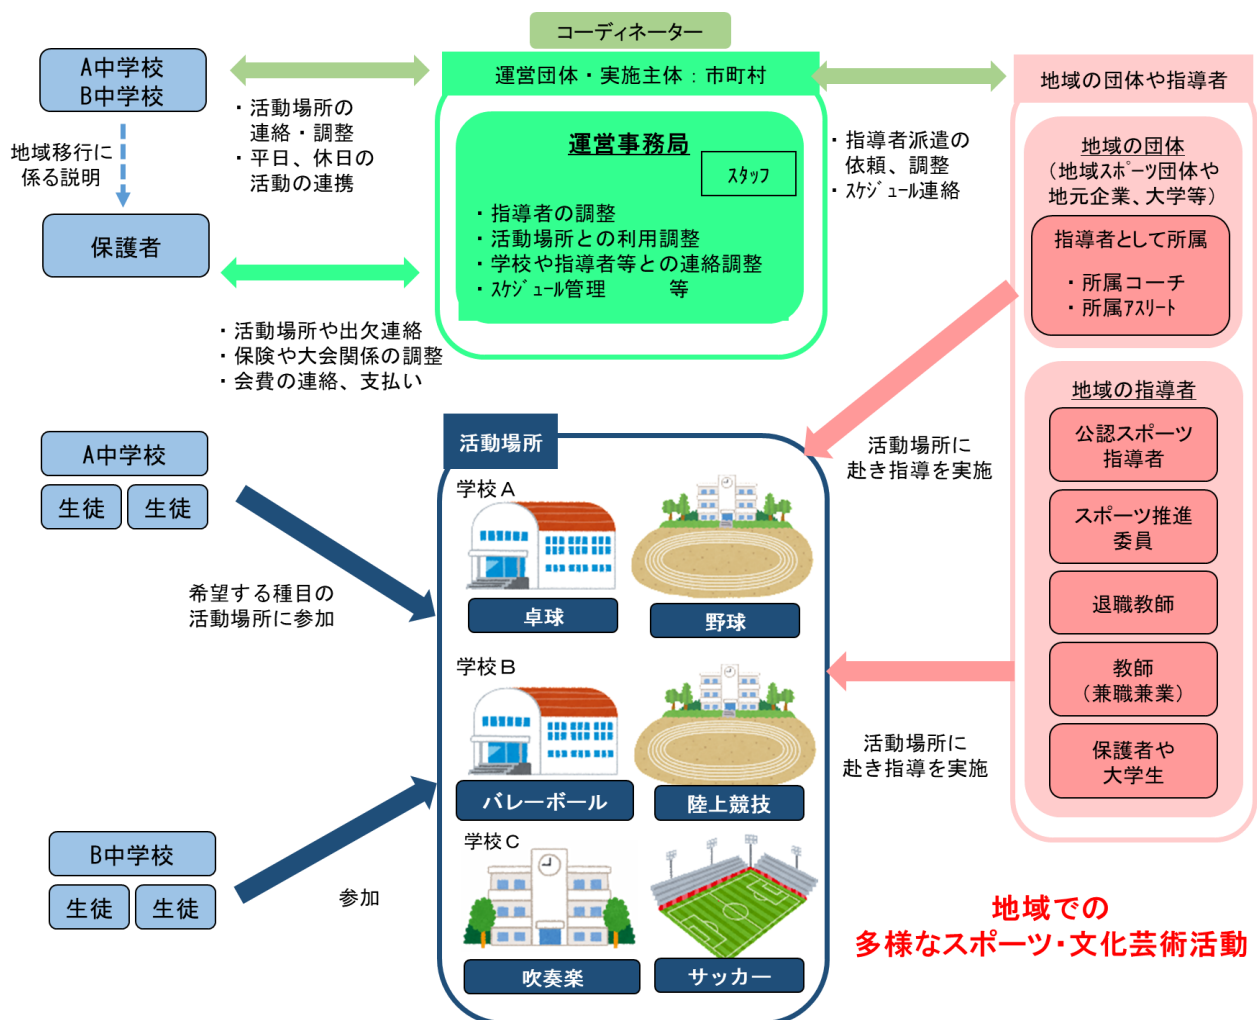 コーディネーター
A中学校
B中学校
運営団体・実施主体：市町村
地域の団体や指導者
・活動場所の
連絡・調整
・平日、休日の
活動の連携
地域移行に
係る説明
保護者
運営事務局
スタッフ
・指導者の調整
・活動場所との利用調整
・学校や指導者等との連絡調整
・スケジュール管理　　　等
・指導者派遣の
依頼、調整
・スケジュール連絡
地域の団体
（地域スポーツ団体や
地元企業、大学等）
指導者として所属
・所属コーチ
・所属アスリート
・活動場所や出欠連絡
・保険や大会関係の調整
・会費の連絡、支払い
地域の指導者
公認スポーツ
指導者
スポーツ推進
委員
退職教師
教師
（兼職兼業）
保護者や
大学生
活動場所に
赴き指導を実施
活動場所に
赴き指導を実施
A中学校
生徒
生徒
希望する種目の
活動場所に参加
B中学校
生徒
生徒
参加
活動場所
学校A
卓球
野球
学校B
バレーボール
陸上競技
学校C
吹奏楽
サッカー
地域での
多様なスポーツ・文化芸術活動